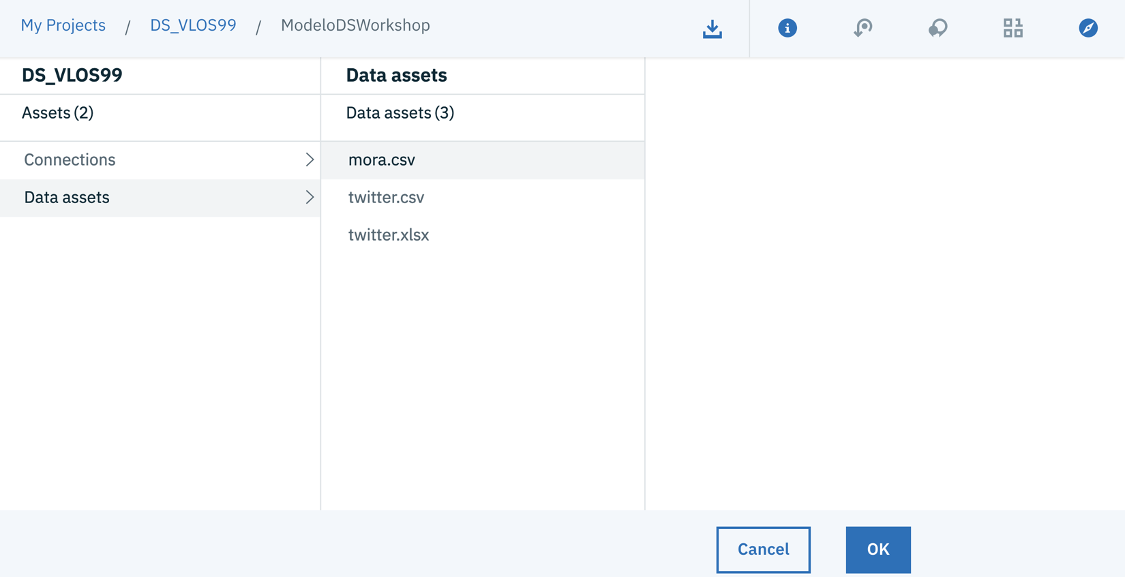 My Projects / DS_VLOS99 / ModeloDSWorkshop
DS_VLOS99
Assets (2)
Connections
Data assets
Data assets
Data assets (3)
mora.csv
twitter.csv
twitter.xlsx
Cancel
OK